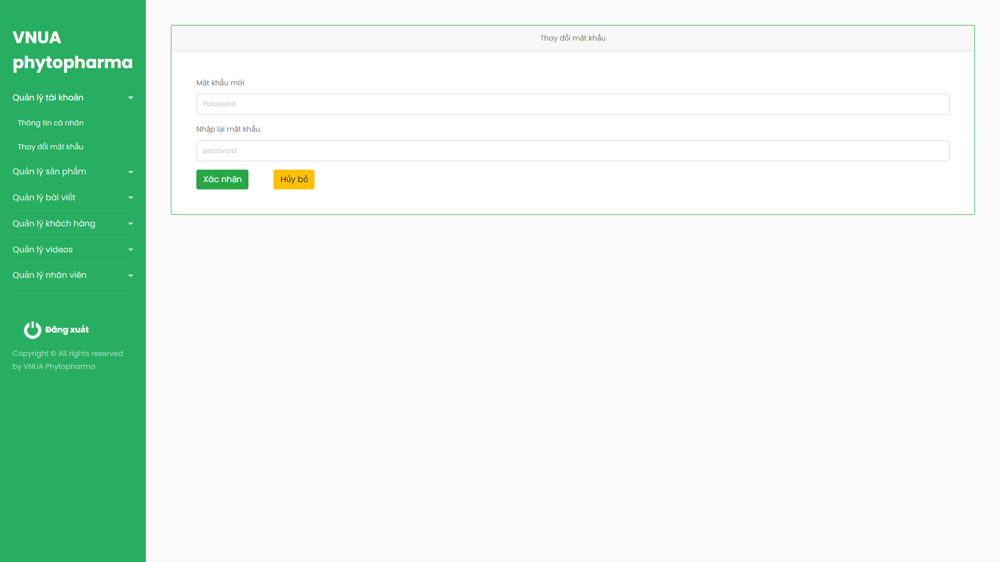 VNUA
phytopharma
Quản lý tài khoản
Thông tin cá nhân
Thay đổi mật khẩu
Quản lý sản phẩm
Quản lý bài viết
Quản lý khách hàng
Quản lý videos
Quản lý nhân viên
Đăng xuất
Copyright © All rights reserved
by VNUA Phytopharma
Thay đổi mật khẩu
Mật khẩu mới
Password
Nhập lại mật khẩu
password
Xác nhận
Hủy bỏ